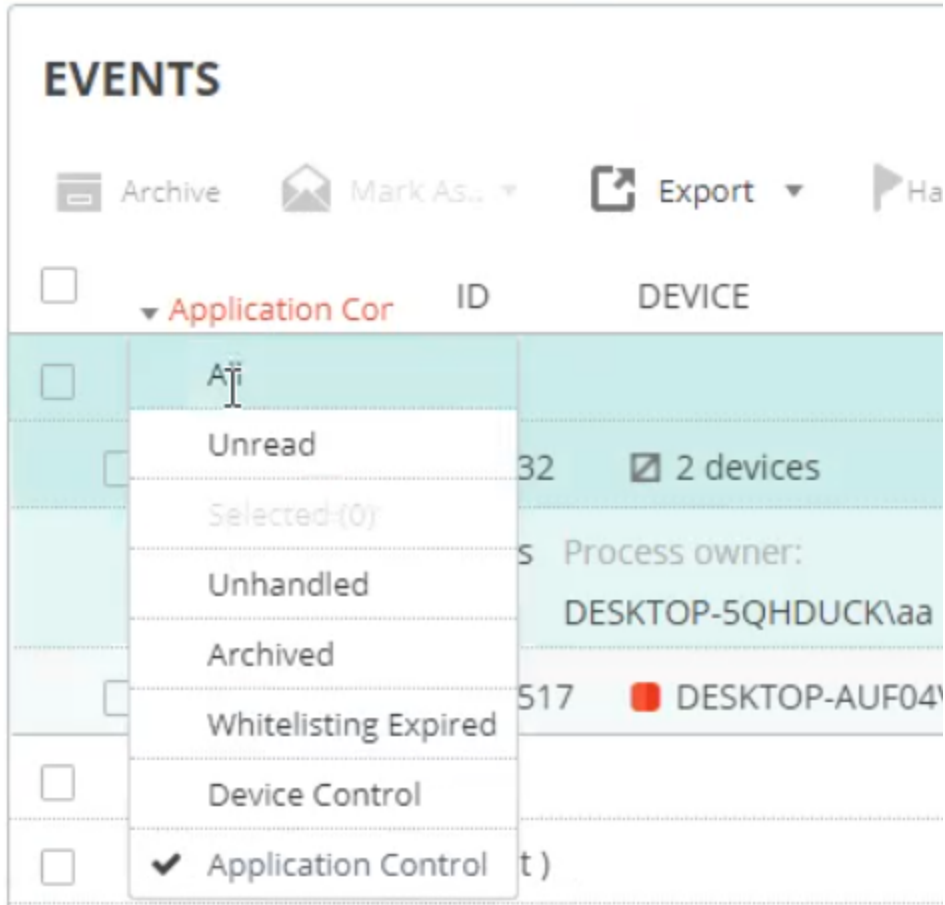 EVENTS
Archive Mark As... Export Ha
Application Cor ID DEVICE
All
Unread
32 2 devices
Selected (0)
s Process owner:
Unhandled
DESKTOP-5QHDUCK\aa
Archived
517 DESKTOP-AUF04V
Whitelisting Expired
Device Control
Application Control
t )